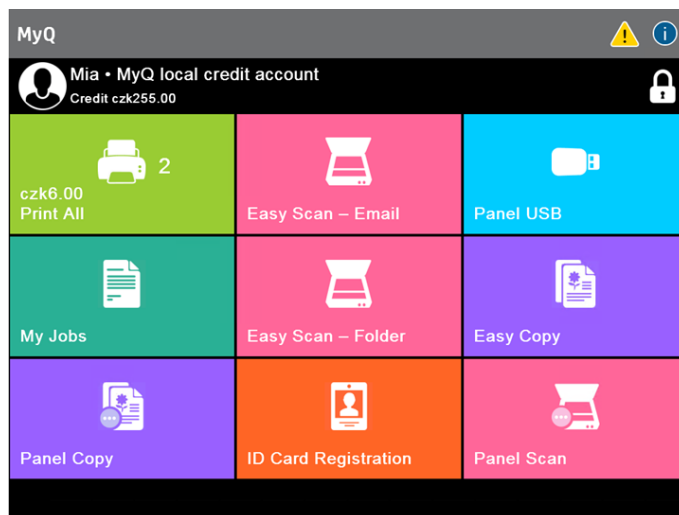 MyQ
Mia • MyQ local credit account
Credit czk255.00
2
czk6.00
Print All
Easy Scan – Email
Panel USB
My Jobs
Easy Scan – Folder
Easy Copy
Panel Copy
ID Card Registration
Panel Scan